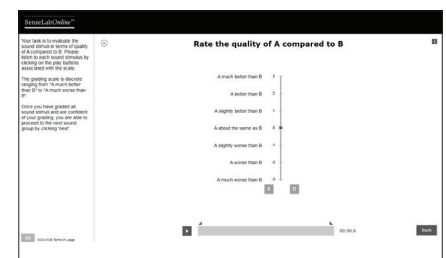 SenseLabOnline™
Your task is to evaluate the
sound stimuli in terms of quality
of A compared to B. Please
listen to each sound stimulus by
clicking on the play buttons
associated with the scale.
The grading scale is discrete
ranging from "A much better
than B" to "A much worse than
B"
Once you have graded all
sound stimuli and are confident
of your grading, you are able to
proceed to the next sound
group by clicking 'next'
Rate the quality of A compared to B
A much better than B 3
A better than B 2
A slightly better than B 1
A about the same as B 0
A slightly worse than B -1
A worse than B -2
A much worse than B -3
A B
00:00.0
Back
Terms of usage